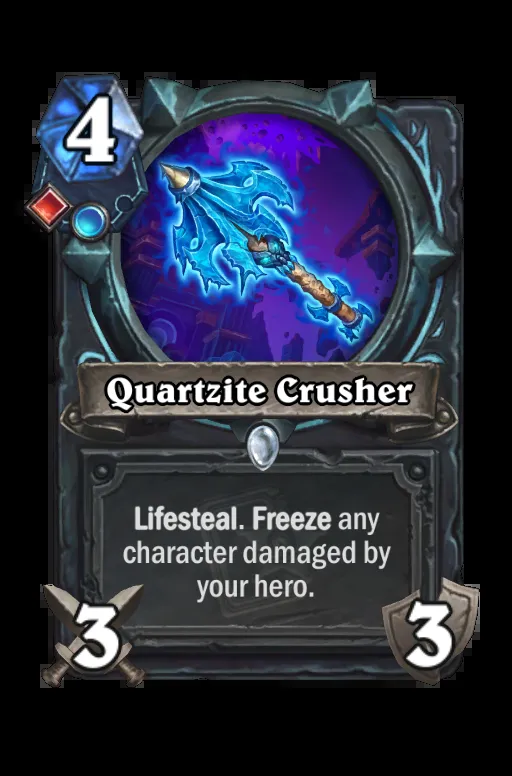 4
Quartzite Crusher
Lifesteal. Freeze any
character damaged by
your hero.
3
3